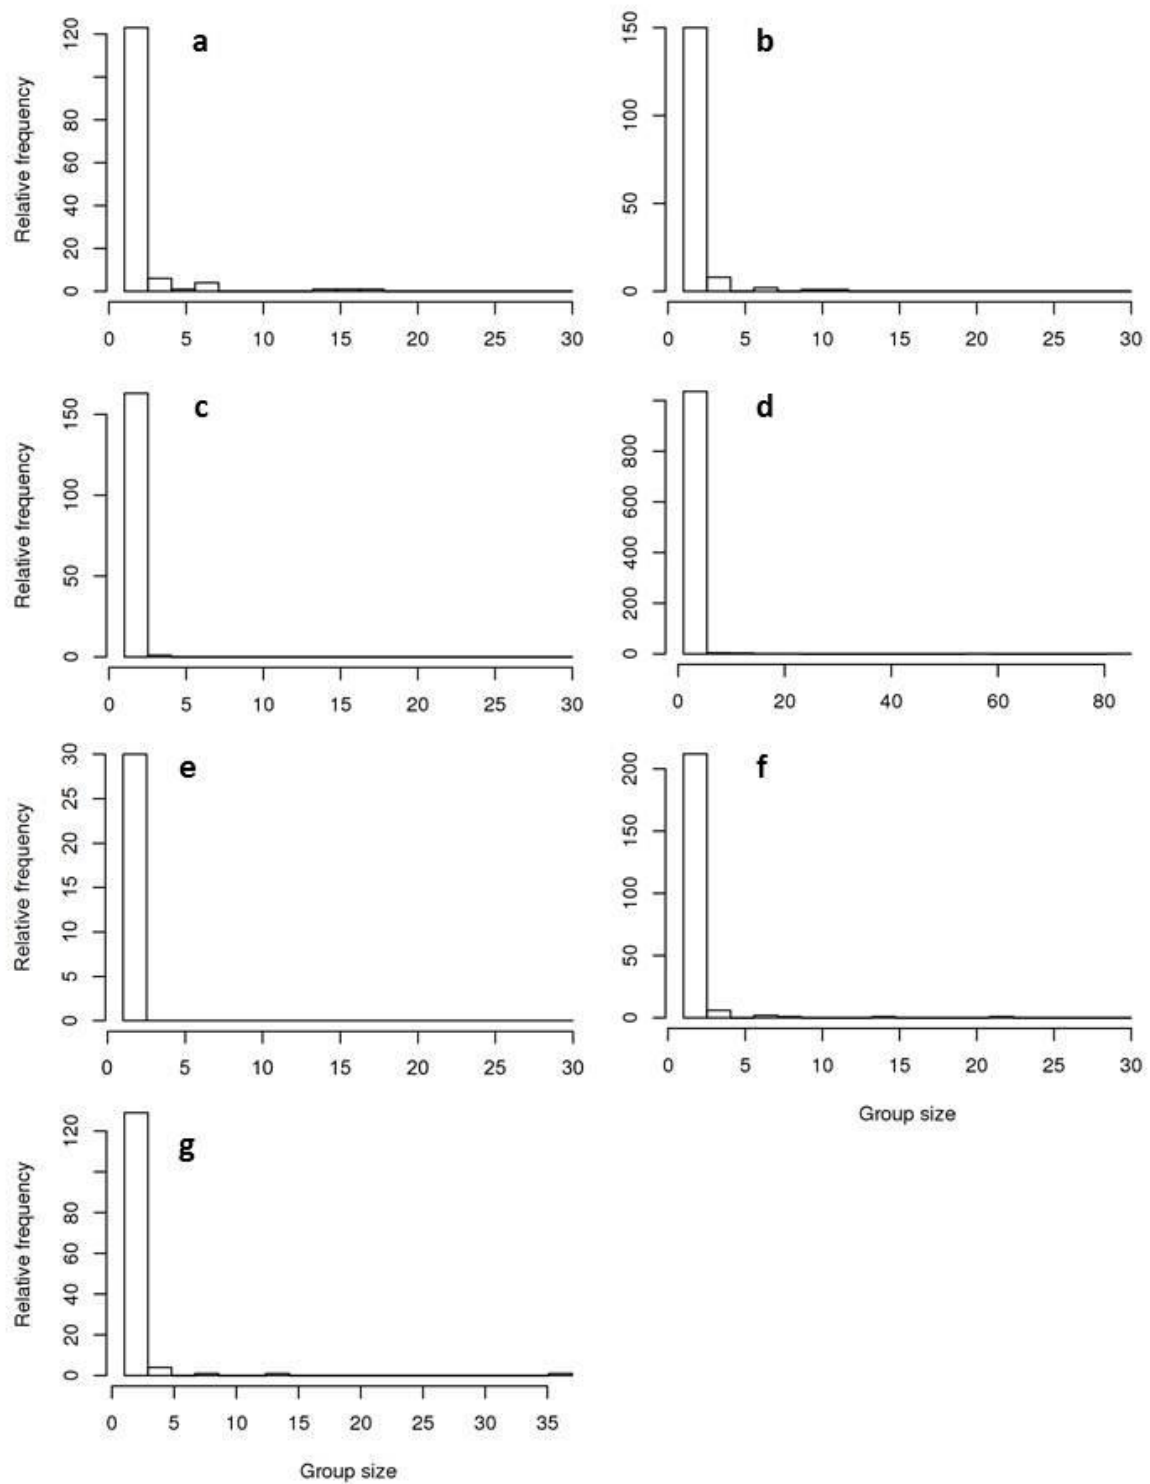 a
Relative frequency
0 20 40 60 80 120
0 5 10 15 20 25 30
b
0 50 100 150
0 5 10 15 20 25 30
c
Relative frequency
0 50 100 150
0 5 10 15 20 25 30
d
0 200 400 600 800
0 20 40 60 80
e
Relative frequency
0 5 10 15 20 25 30
0 5 10 15 20 25 30
f
0 50 100 150 200
0 5 10 15 20 25 30
Group size
g
Relative frequency
0 20 40 60 80 120
0 5 10 15 20 25 30 35
Group size